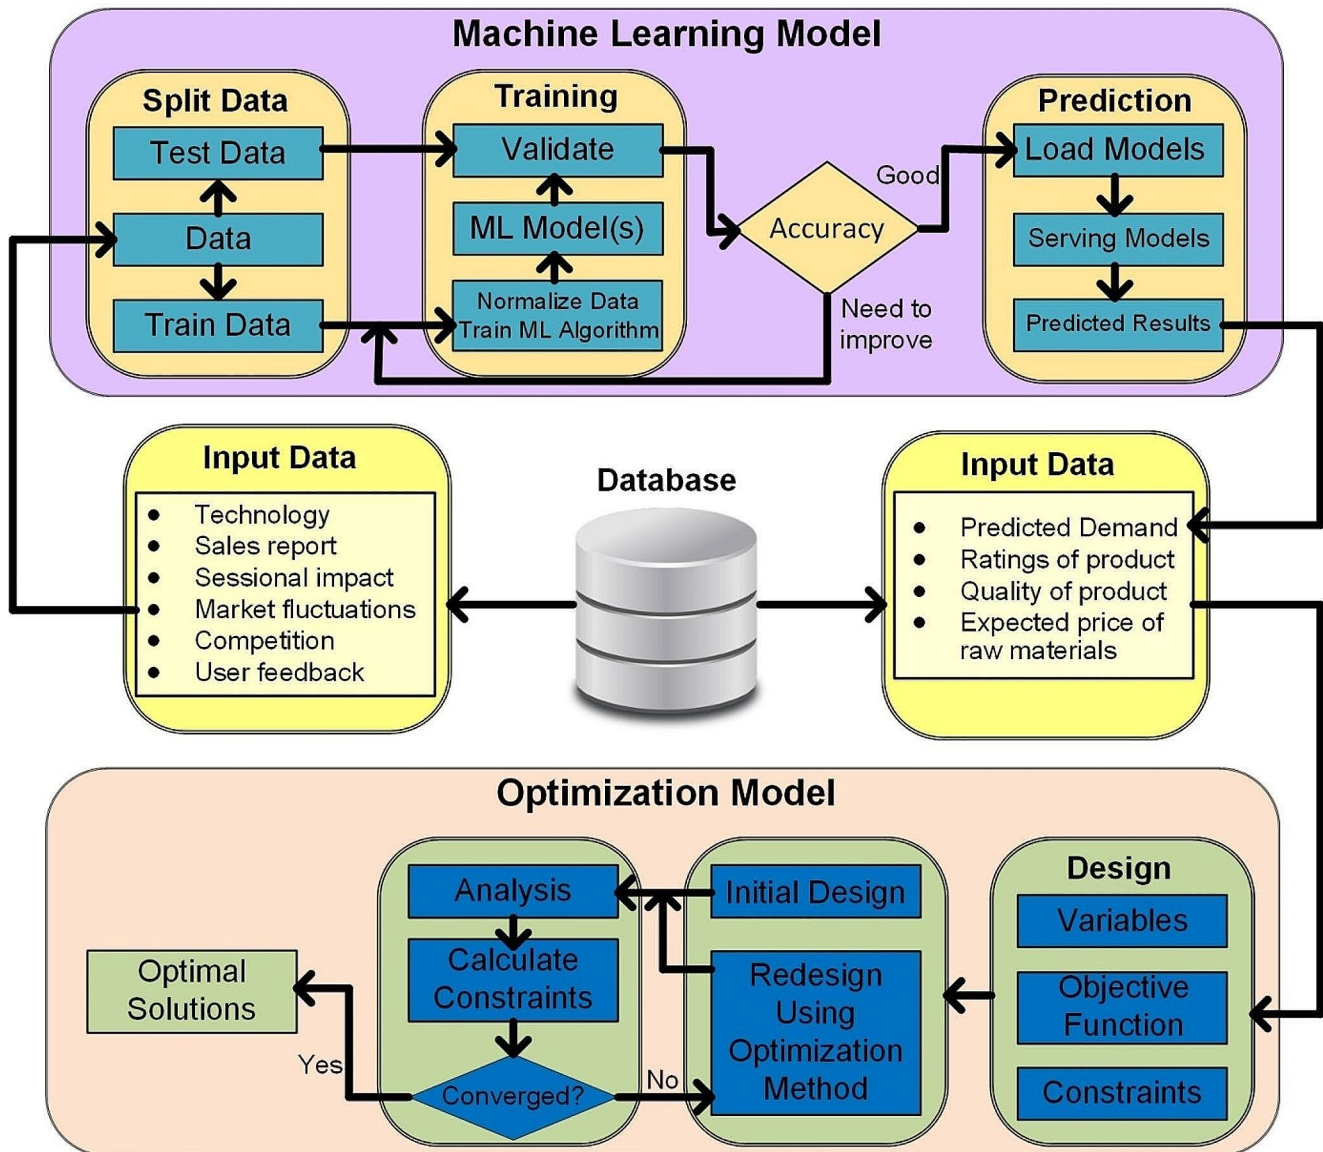 Machine Learning Model
Split Data
Test Data
Data
Train Data
Training
Validate
ML Model(s)
Normalize Data
Train ML Algorithm
Accuracy
Good
Need to
improve
Prediction
Load Models
Serving Models
Predicted Results
Input Data
• Technology
• Sales report
• Sessional impact
• Market fluctuations
• Competition
• User feedback
Database
Input Data
• Predicted Demand
• Ratings of product
• Quality of product
• Expected price of
raw materials
Optimization Model
Design
Variables
Objective
Function
Constraints
Initial Design
Redesign
Using
Optimization
Method
Analysis
Calculate
Constraints
Converged?
No
Yes
Optimal
Solutions